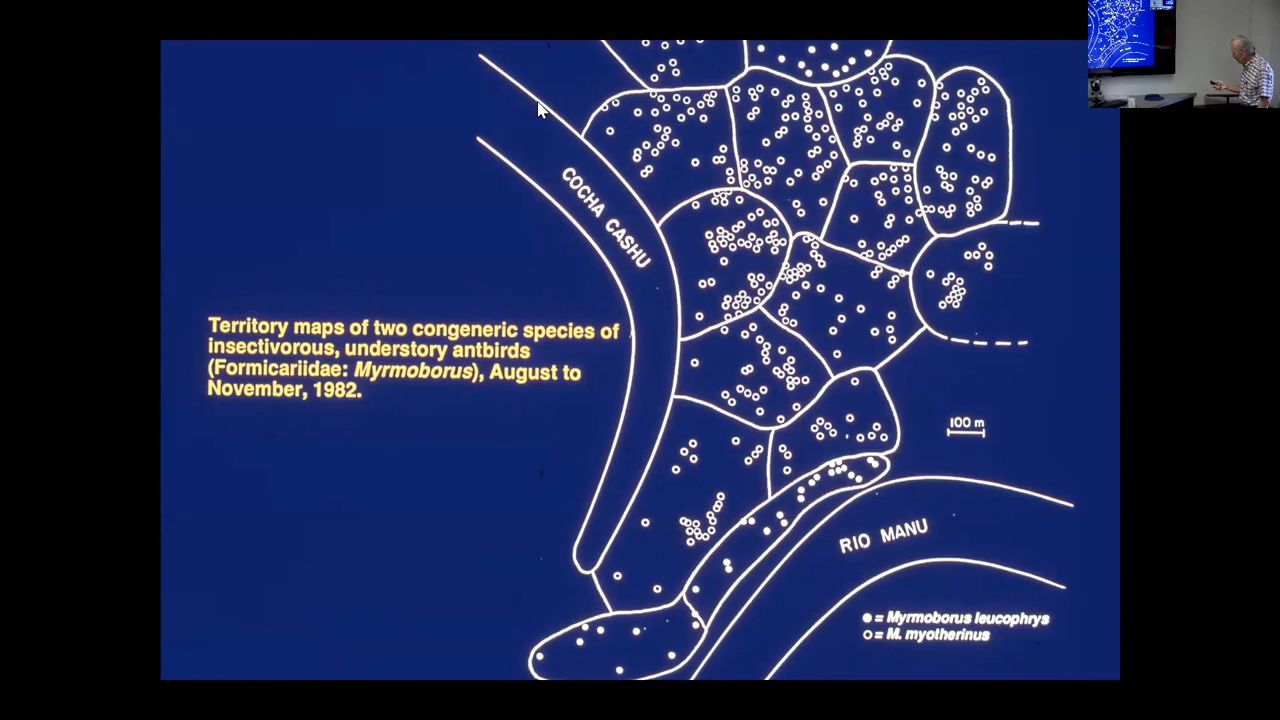 COCHA CASHU
Territory maps of two congeneric species of
insectivorous, understory antbirds
(Formicariidae: Myrmoborus), August to
November, 1982.
100 m
RIO MANU
= Myrmoborus leucophrys
= M. myotherinus